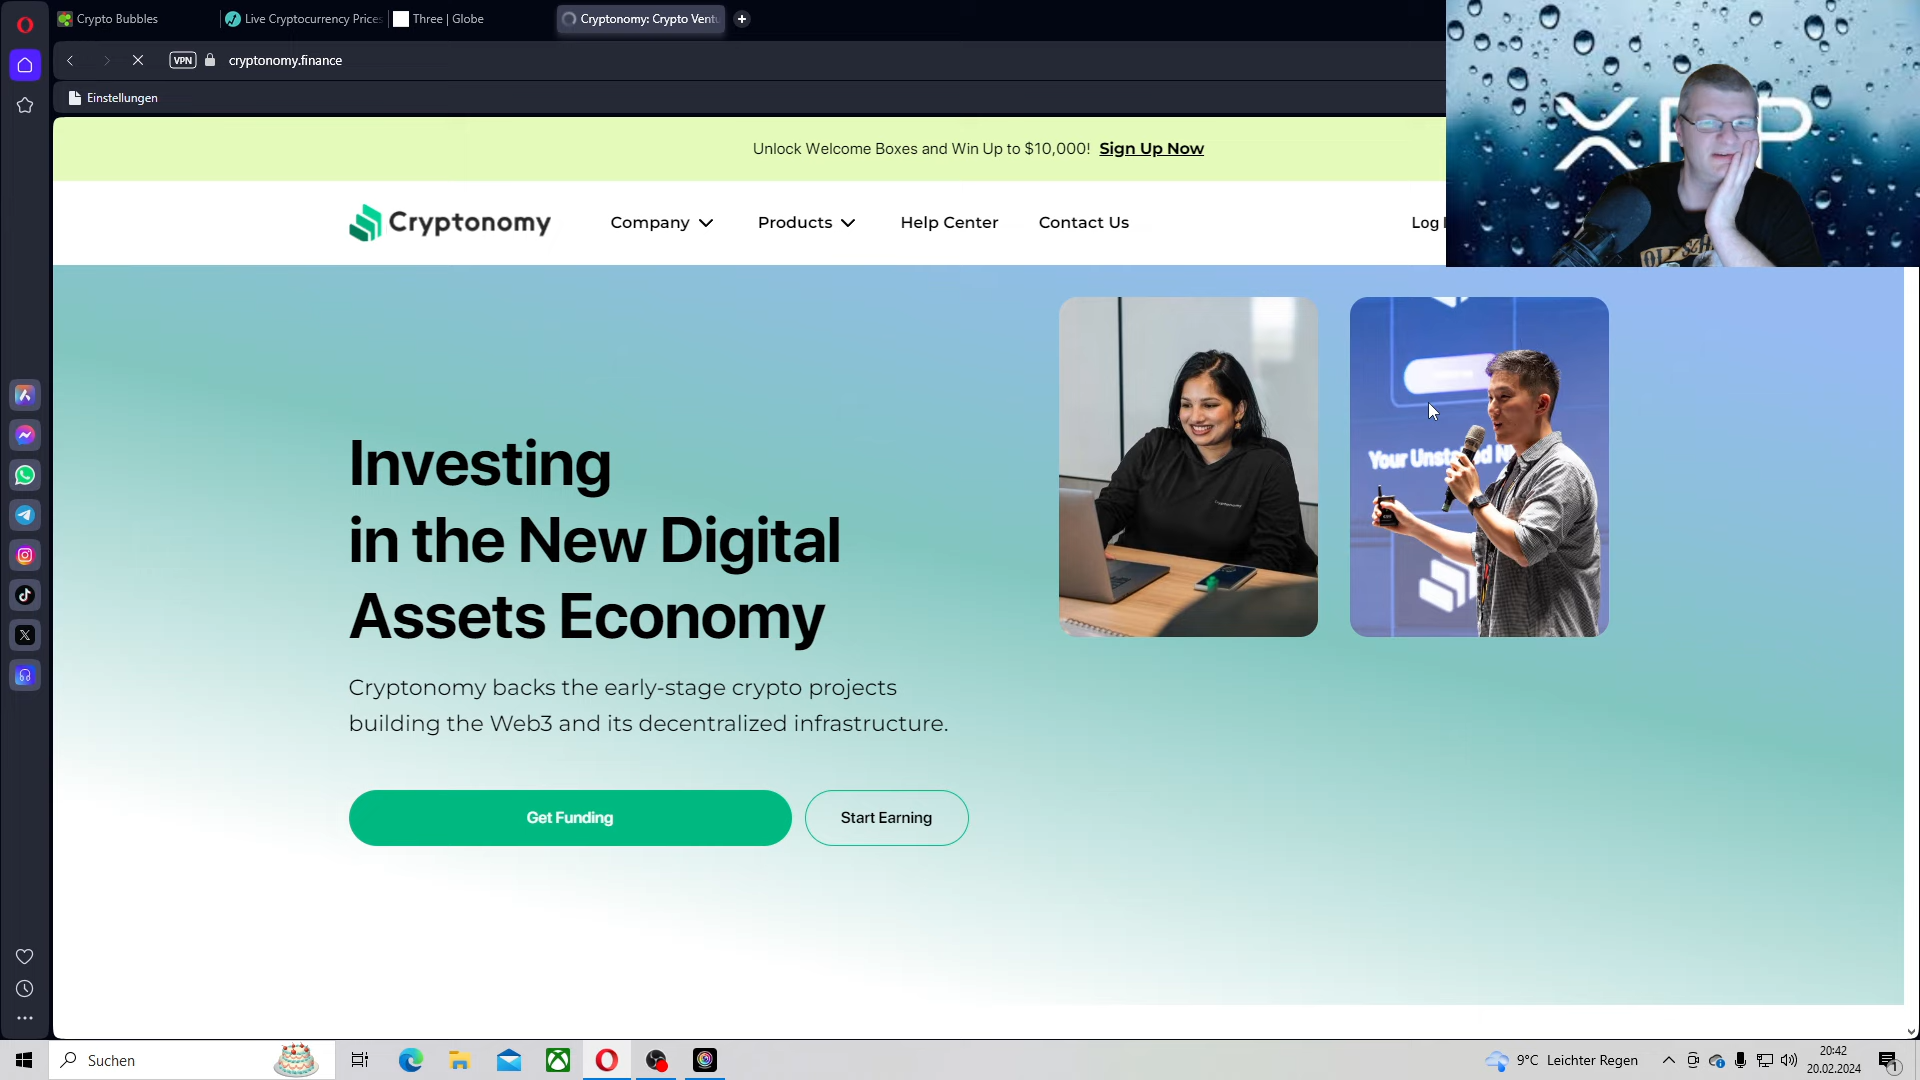 Crypto Bubbles
Live Cryptocurrency Prices
Three | Globe
Cryptonomy: Crypto Ventu
VPN
cryptonomy.finance
Einstellungen
Unlock Welcome Boxes and Win Up to $10,000! Sign Up Now
Cryptonomy
Company
Products
Help Center
Contact Us
Log
XRP
Your Unsta
Investing
in the New Digital
Assets Economy
Cryptonomy backs the early-stage crypto projects
building the Web3 and its decentralized infrastructure.
Get Funding
Start Earning
Suchen
9°C Leichter Regen
20:42
20.02.2024
1